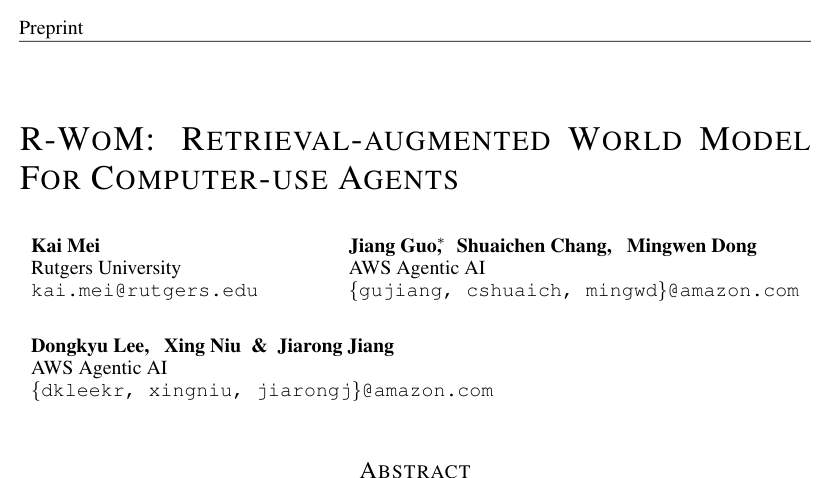 Preprint
R-WoM: Retrieval-augmented World Model
For Computer-use Agents
Kai Mei
Rutgers University
kai.mei@rutgers.edu
Jiang Guo,* Shuaichen Chang, Mingwen Dong
AWS Agentic AI
{gujiang, cshuaich, mingwd}@amazon.com
Dongkyu Lee, Xing Niu & Jiarong Jiang
AWS Agentic AI
{dkleekr, xingniu, jiarongj}@amazon.com
Abstract